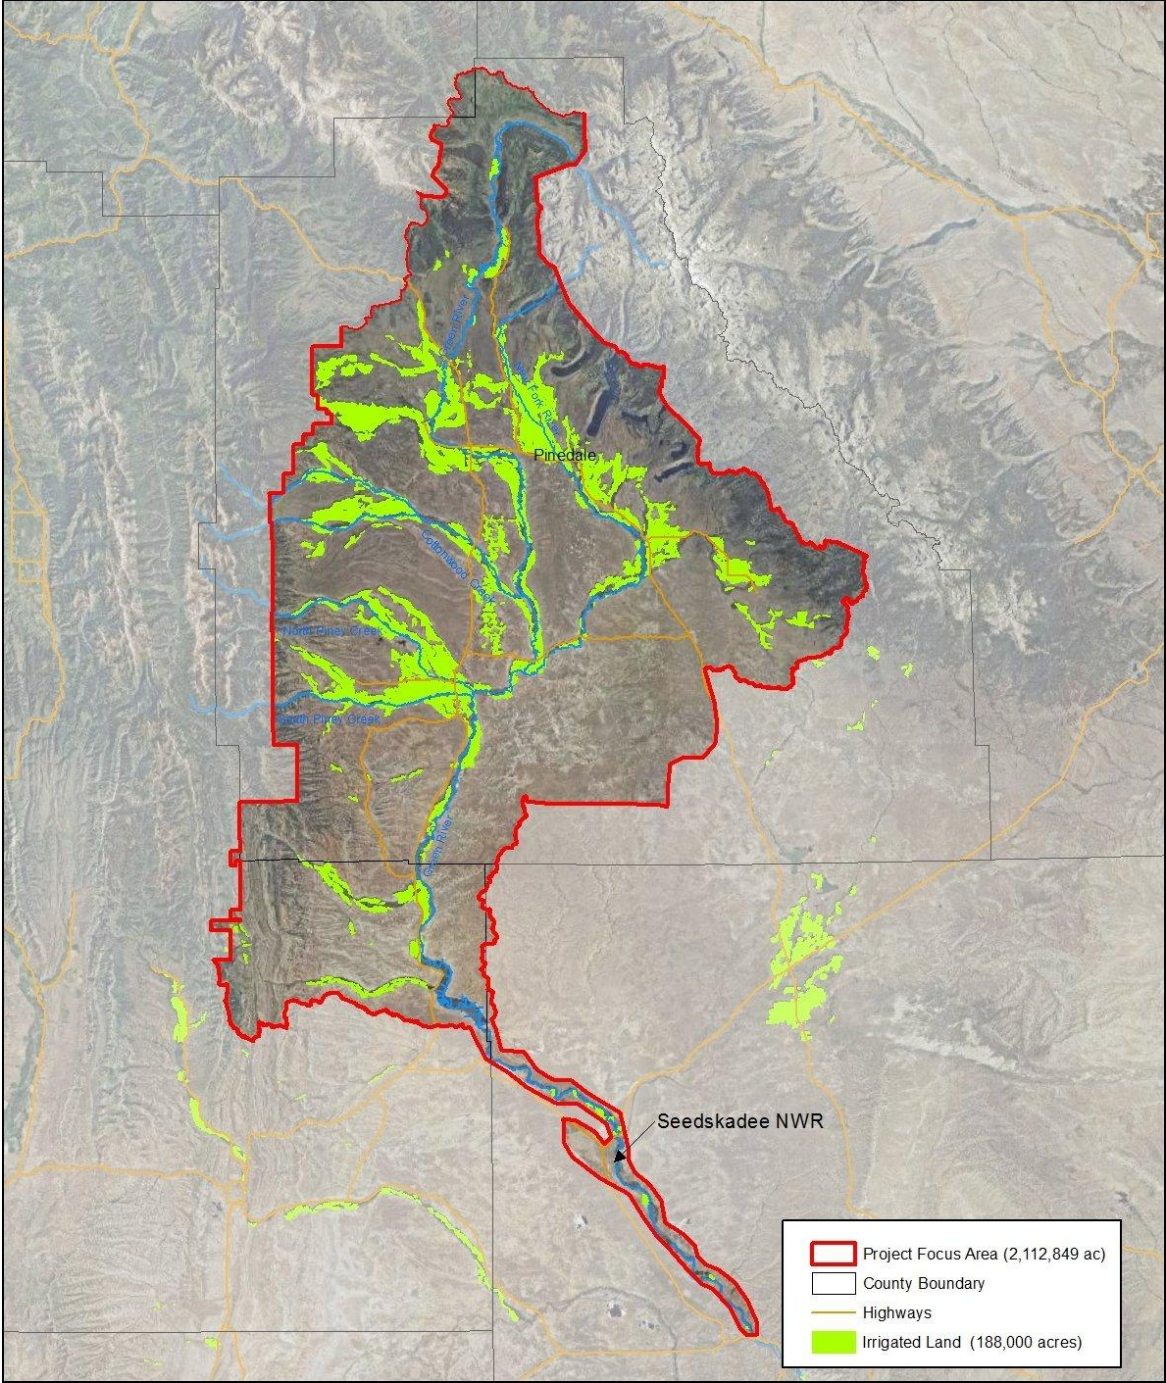 Green River
Fork River
Pinedale
Cottonwood Creek
North Piney Creek
South Piney Creek
Green River
Seedskadee NWR
Project Focus Area (2,112,849 ac)
County Boundary
Highways
Irrigated Land (188,000 acres)